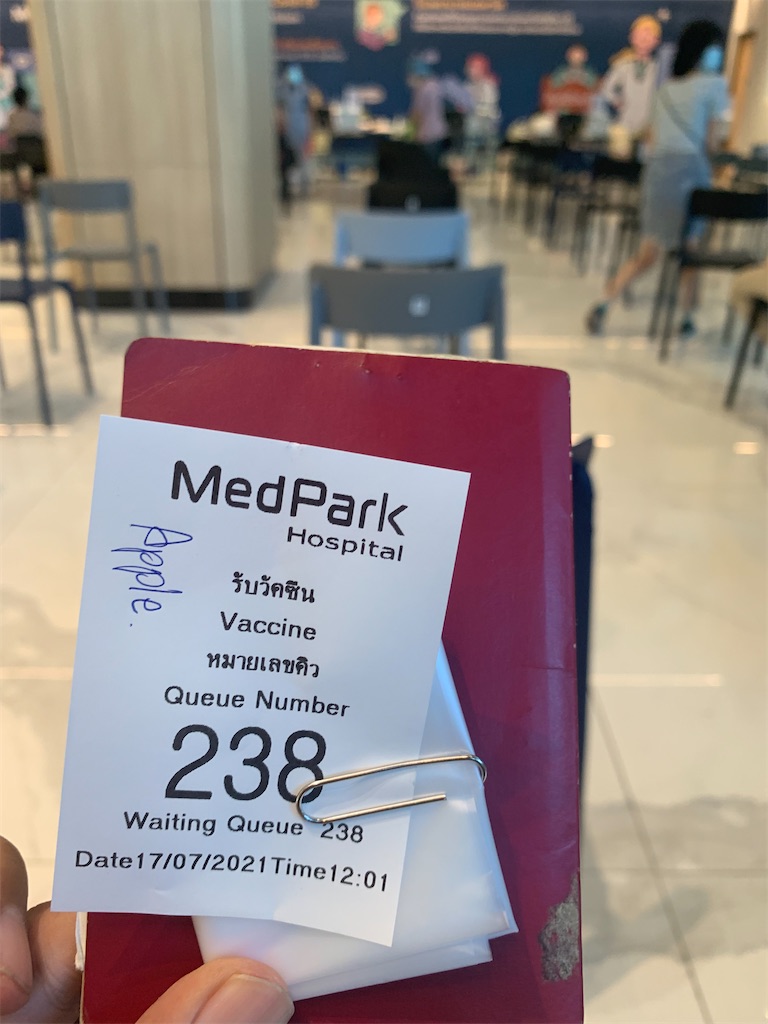 MedPark
Hospital
Apple.
รับวัคซีน
Vaccine
หมายเลขคิว
Queue Number
238
Waiting Queue 238
Date17/07/2021Time12:01